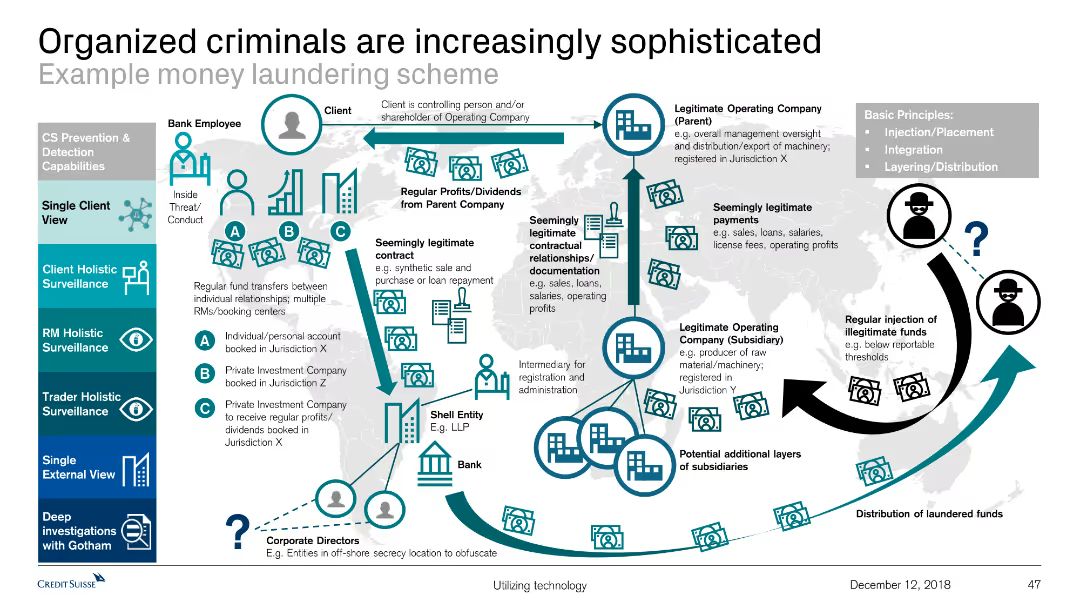 Organized criminals are increasingly sophisticated
Example money laundering scheme
CS Prevention &
Detection
Capabilities
Single Client
View
Client Holistic
Surveillance
RM Holistic
Surveillance
Trader Holistic
Surveillance
Single
External View
Deep
investigations
with Gotham
Bank Employee
Inside
Threat/
Conduct
Client
Client is controlling person and/or
shareholder of Operating Company
Regular Profits/Dividends
from Parent Company
A
B
C
Regular fund transfers between
individual relationships; multiple
RMs/booking centers
A
Individual/personal account
booked in Jurisdiction X
B
Private Investment Company
booked in Jurisdiction Z
C
Private Investment Company
to receive regular profits/
dividends booked in
Jurisdiction X
Seemingly legitimate
contract
e.g. synthetic sale and
purchase or loan repayment
Intermediary for
registration and
administration
Shell Entity
E.g. LLP
Bank
?
Corporate Directors
E.g. Entities in off-shore secrecy location to obfuscate
Legitimate Operating Company
(Parent)
e.g. overall management oversight
and distribution/export of machinery;
registered in Jurisdiction X
Seemingly
legitimate
contractual
relationships/
documentation
e.g. sales, loans,
salaries, operating
profits
Seemingly legitimate
payments
e.g. sales, loans, salaries,
license fees, operating profits
Legitimate Operating
Company (Subsidiary)
e.g. producer of raw
material/machinery;
registered in
Jurisdiction Y
Potential additional layers
of subsidiaries
Basic Principles:
▪ Injection/Placement
▪ Integration
▪ Layering/Distribution
?
Regular injection of
illegitimate funds
e.g. below reportable
thresholds
Distribution of laundered funds
CREDIT SUISSE
Utilizing technology
December 12, 2018
47